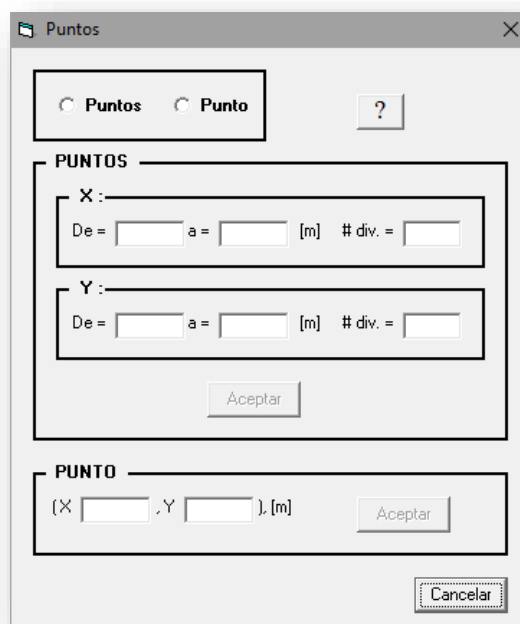 Puntos
Puntos Punto ?
PUNTOS
X :
De = a = [m] # div. =
Y :
De = a = [m] # div. =
Aceptar
PUNTO
(X , Y ), [m] Aceptar
Cancelar